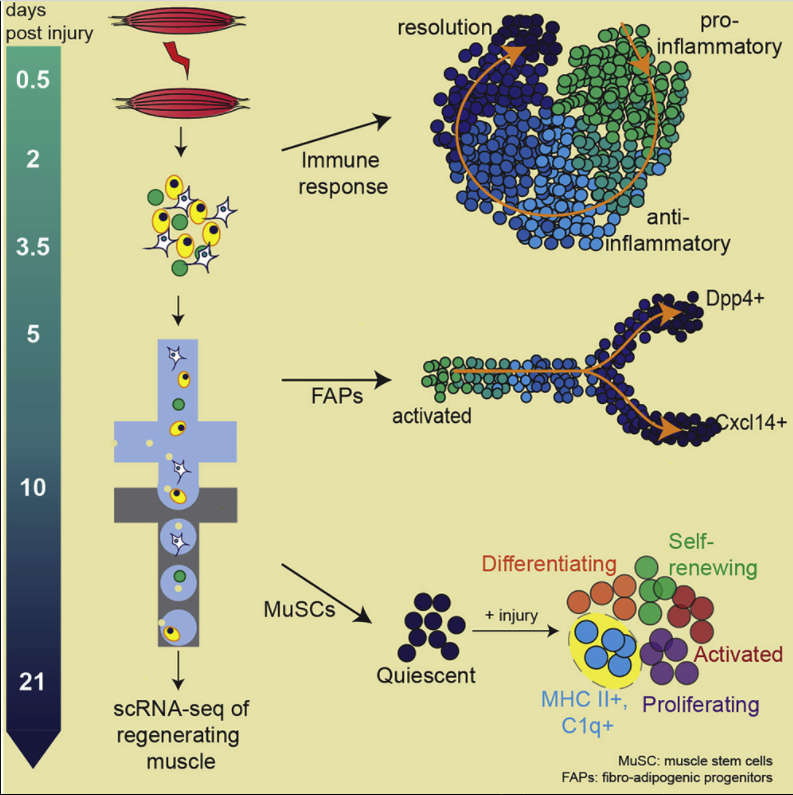 days
post injury
0.5
2
3.5
5
10
21
scRNA-seq of
regenerating
muscle
Immune
response
resolution
pro-
inflammatory
anti-
inflammatory
FAPs
activated
Dpp4+
Cxcl14+
MuSCs
Quiescent
+ injury
Differentiating
Self-
renewing
Activated
Proliferating
MHC II+,
C1q+
MuSC: muscle stem cells
FAPs: fibro-adipogenic progenitors